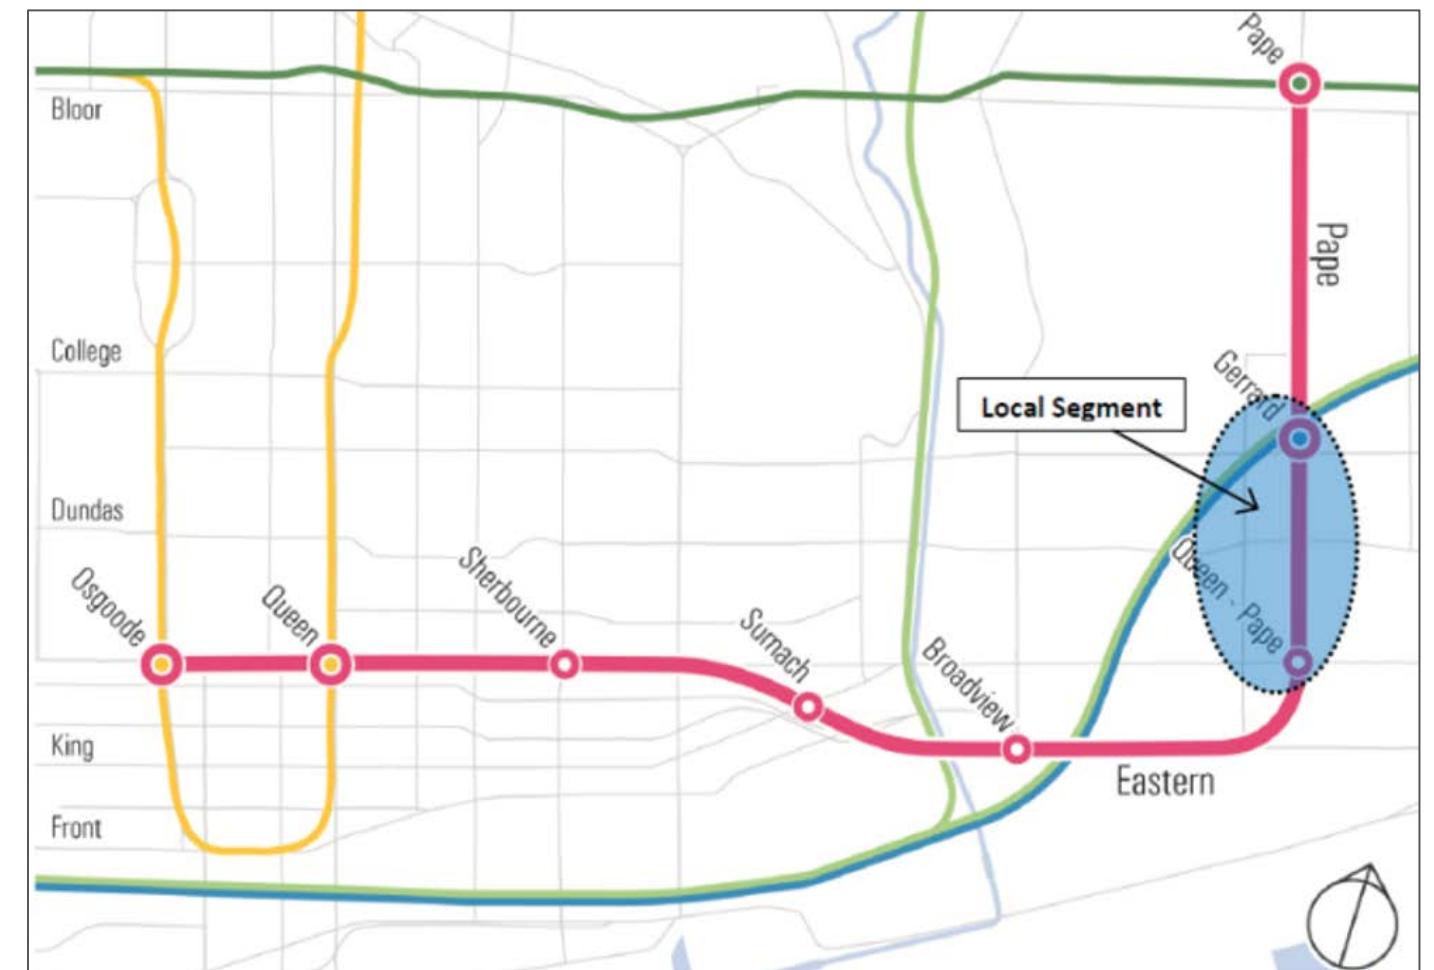 Pape
Bloor
Pape
College
Gerrard
Local Segment
Dundas
Queen - Pape
Osgoode
Queen
Sherbourne
Sumach
Broadview
King
Eastern
Front